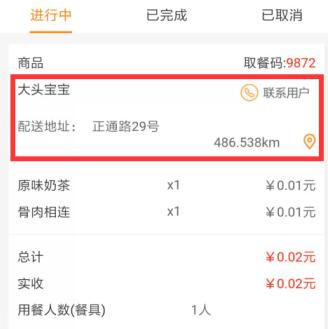 进行中 已完成 已取消
商品 取餐码:9872
大头宝宝 联系用户
配送地址: 正通路29号
486.538km
原味奶茶 x1 ￥0.01元
骨肉相连 x1 ￥0.01元
总计 ￥0.02元
实收 ￥0.02元
用餐人数(餐具) 1人